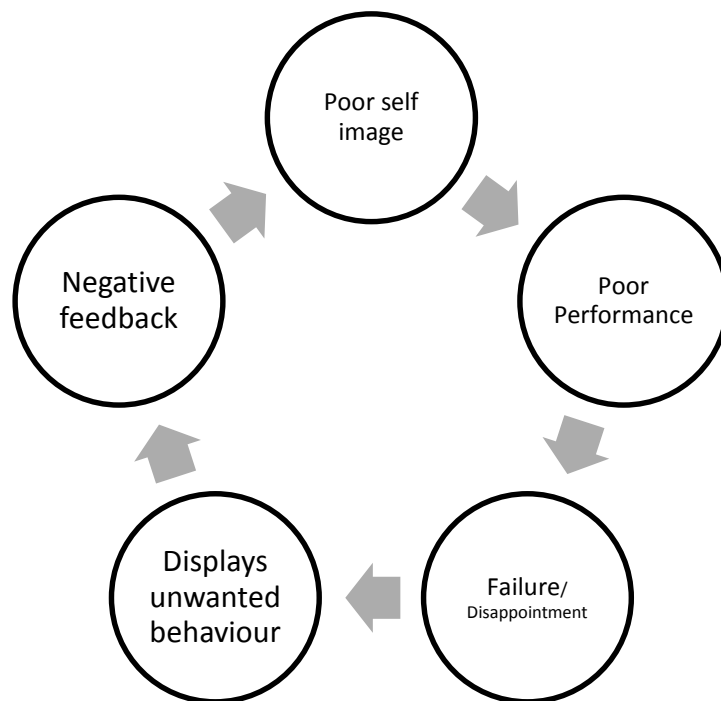 Poor self
image
Poor
Performance
Failure/
Disappointment
Displays
unwanted
behaviour
Negative
feedback